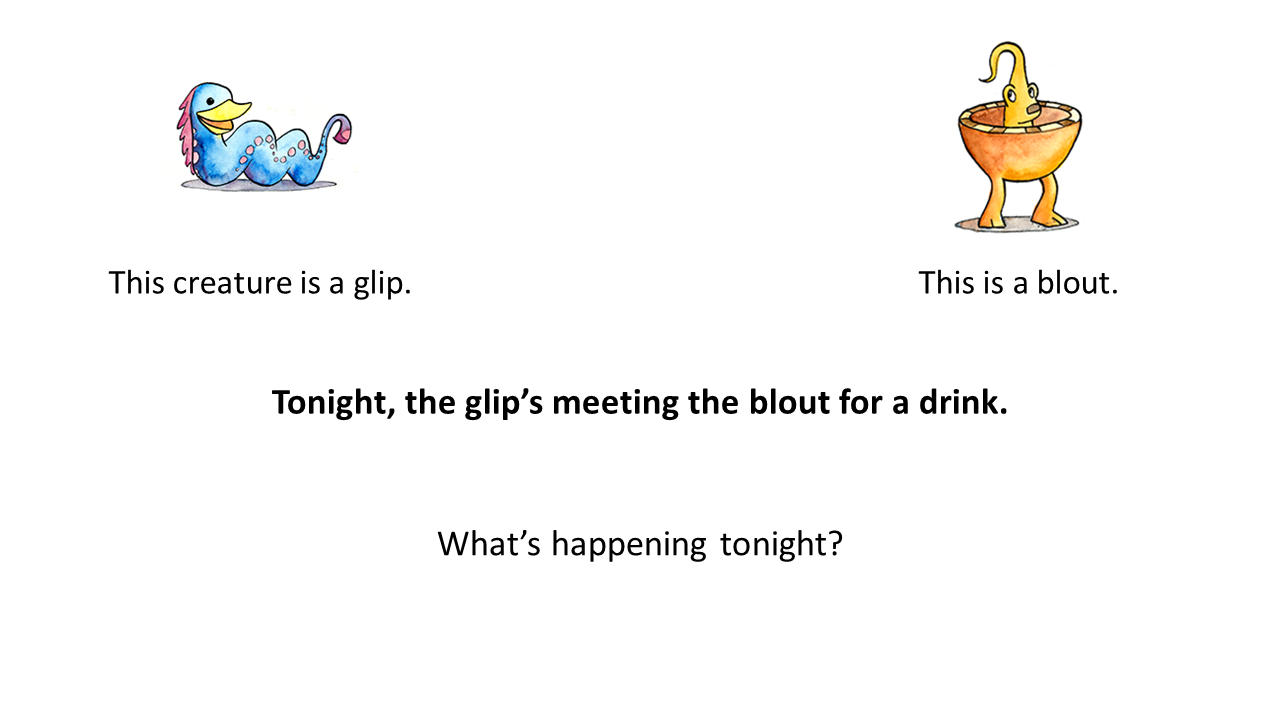 This creature is a glip.
This is a blout.
Tonight, the glip’s meeting the blout for a drink.
What’s happening tonight?